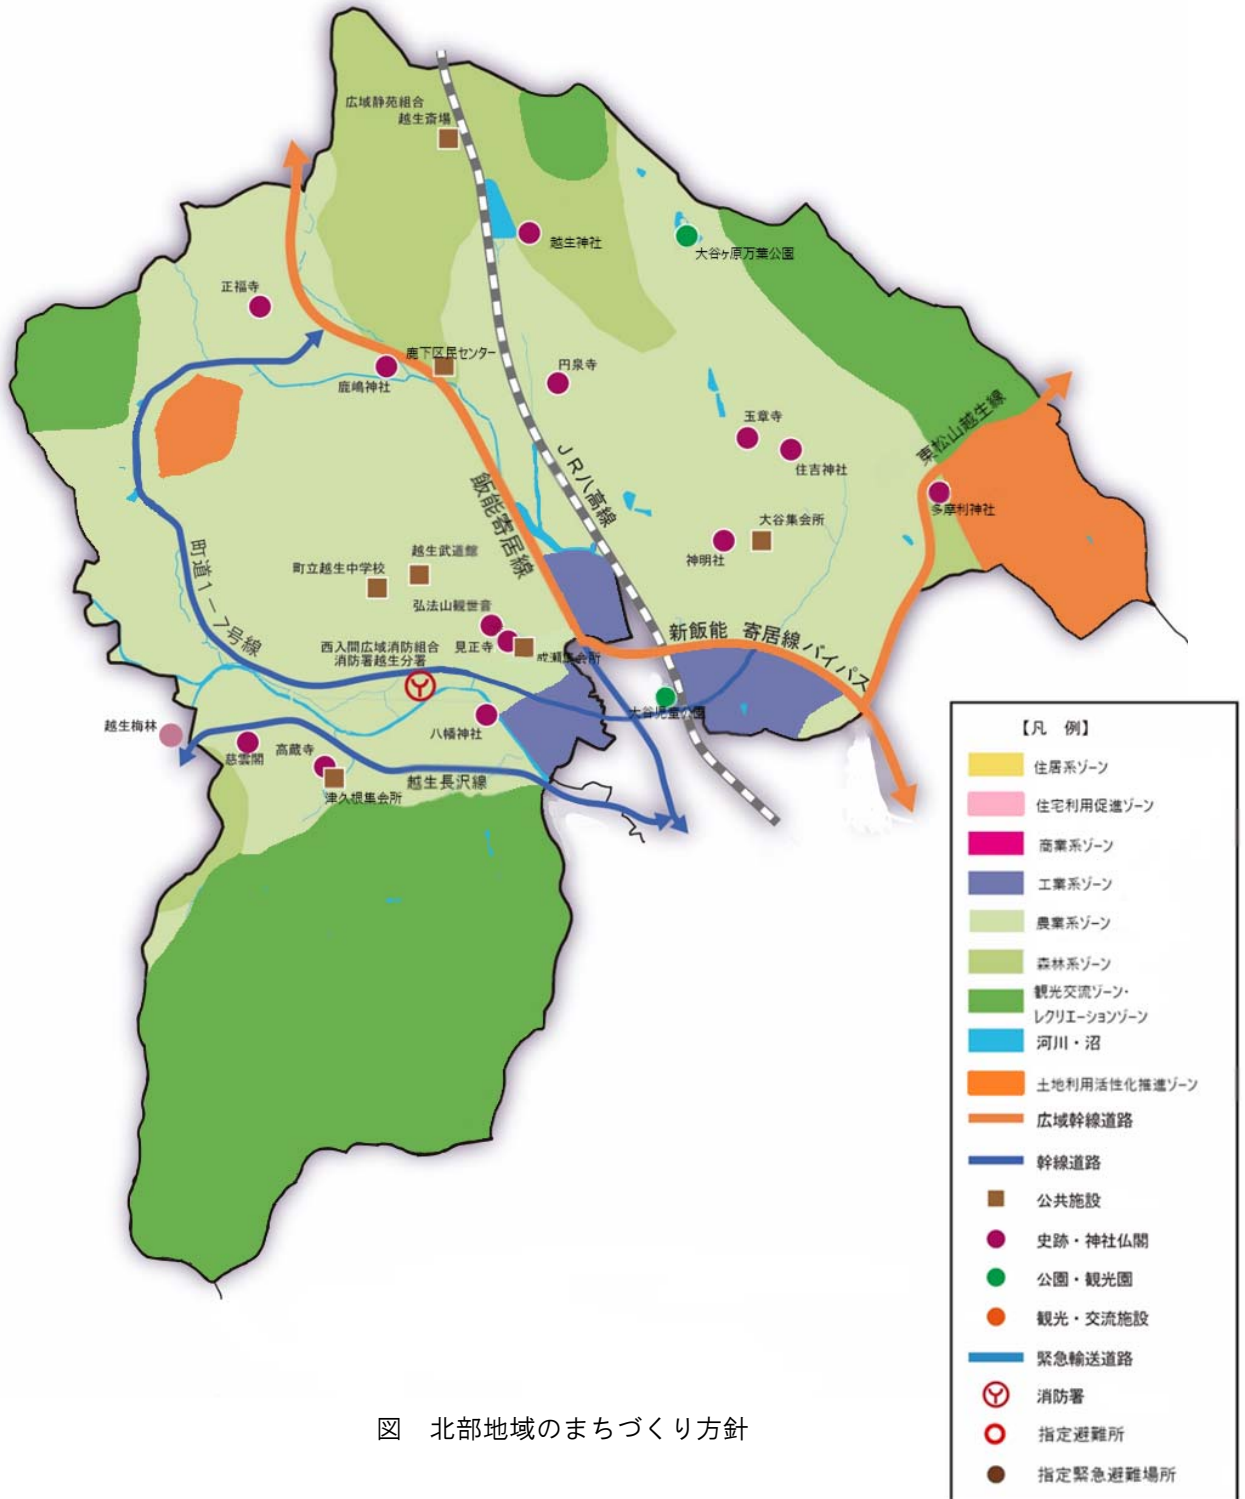 広域静苑組合
越生斎場
越生神社
大谷ヶ原万葉公園
正福寺
鹿下区民センター
鹿嶋神社
円泉寺
玉章寺
住吉神社
東松山越生線
多摩利神社
JR八高線
飯能寄居線
大谷集会所
神明社
越生武道館
町立越生中学校
町道1-7号線
弘法山観世音
見正寺
成瀬集会所
西入間広域消防組合
消防署越生分署
新飯能 寄居線バイパス
大谷児童公園
八幡神社
越生梅林
慈雲閣
高蔵寺
津久根集会所
越生長沢線
【凡 例】
住居系ゾーン
住宅利用促進ゾーン
商業系ゾーン
工業系ゾーン
農業系ゾーン
森林系ゾーン
観光交流ゾーン・
レクリエーションゾーン
河川・沼
土地利用活性化推進ゾーン
広域幹線道路
幹線道路
公共施設
史跡・神社仏閣
公園・観光園
観光・交流施設
緊急輸送道路
消防署
指定避難所
指定緊急避難場所
図 北部地域のまちづくり方針